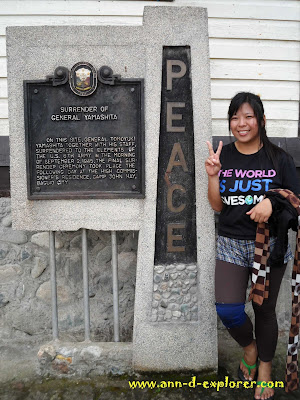 SURRENDER OF
GENERAL YAMASHITA
ON THIS SITE, GENERAL TOMOYUKI
YAMASHITA TOGETHER WITH HIS STAFF,
SURRENDERED TO THE ELEMENTS OF
THE U.S. 6TH ARMY IN THE MORNING
OF SEPTEMBER 2, 1945. THE FINAL SUR-
RENDER CEREMONY TOOK PLACE THE
FOLLOWING DAY AT THE HIGH COMMIS-
SIONER'S RESIDENCE, CAMP JOHN HAY,
BAGUIO CITY.
PEACE
THE WORLD
IS JUST
AWESOME
www.ann-d-explorer.com